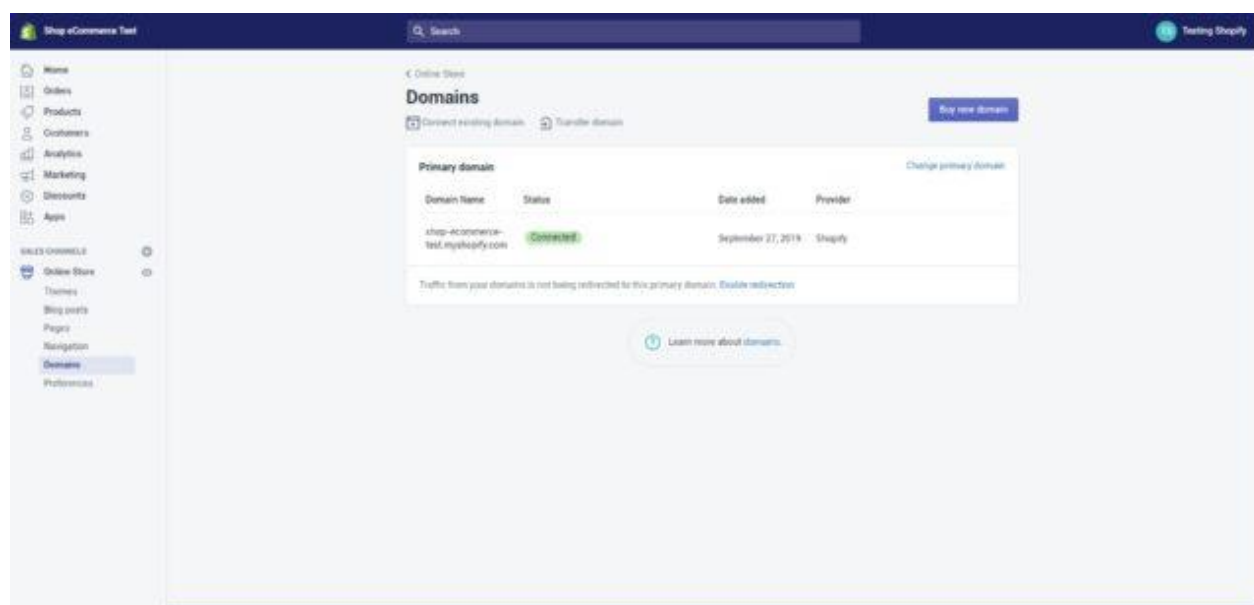 Shop eCommerce Test
Search
Testing Shopify
Home
Orders
Products
Customers
Analytics
Marketing
Discounts
Apps
SALES CHANNELS
Online Store
Themes
Blog posts
Pages
Navigation
Domains
Preferences
Online Store
Domains
Connect existing domain
Transfer domain
Buy new domain
Primary domain
Change primary domain
Domain Name
Status
Date added
Provider
shop-ecommerce-
test.myshopify.com
Connected
September 27, 2019
Shopify
Traffic from your domains is not being redirected to this primary domain. Enable redirection
Learn more about domains.